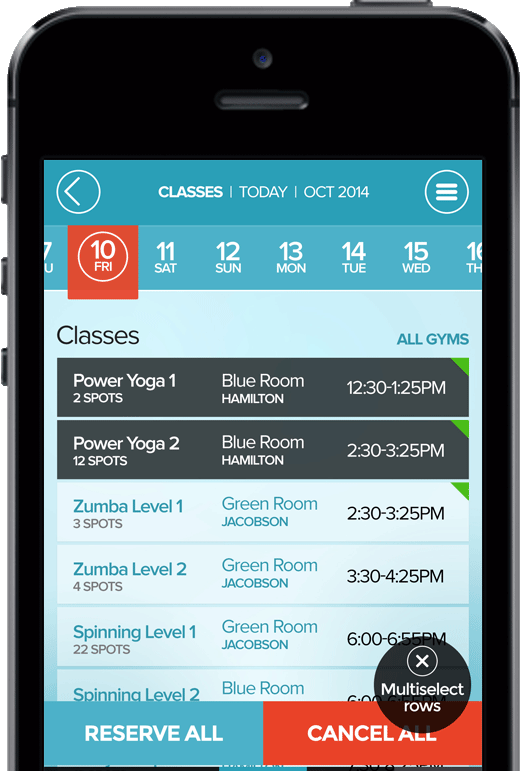 CLASSES | TODAY | OCT 2014
7 10 11 12 13 14 15 16
U FRI SAT SUN MON TUE WED TH
Classes ALL GYMS
Power Yoga 1 Blue Room 12:30-1:25PM
2 SPOTS HAMILTON
Power Yoga 2 Blue Room 2:30-3:25PM
12 SPOTS HAMILTON
Zumba Level 1 Green Room 2:30-3:25PM
3 SPOTS JACOBSON
Zumba Level 2 Green Room 3:30-4:25PM
4 SPOTS JACOBSON
Spinning Level 1 Green Room 6:00-6:55PM
22 SPOTS JACOBSON
Spinning Level 2 Blue Room
Multiselect
rows
RESERVE ALL CANCEL ALL